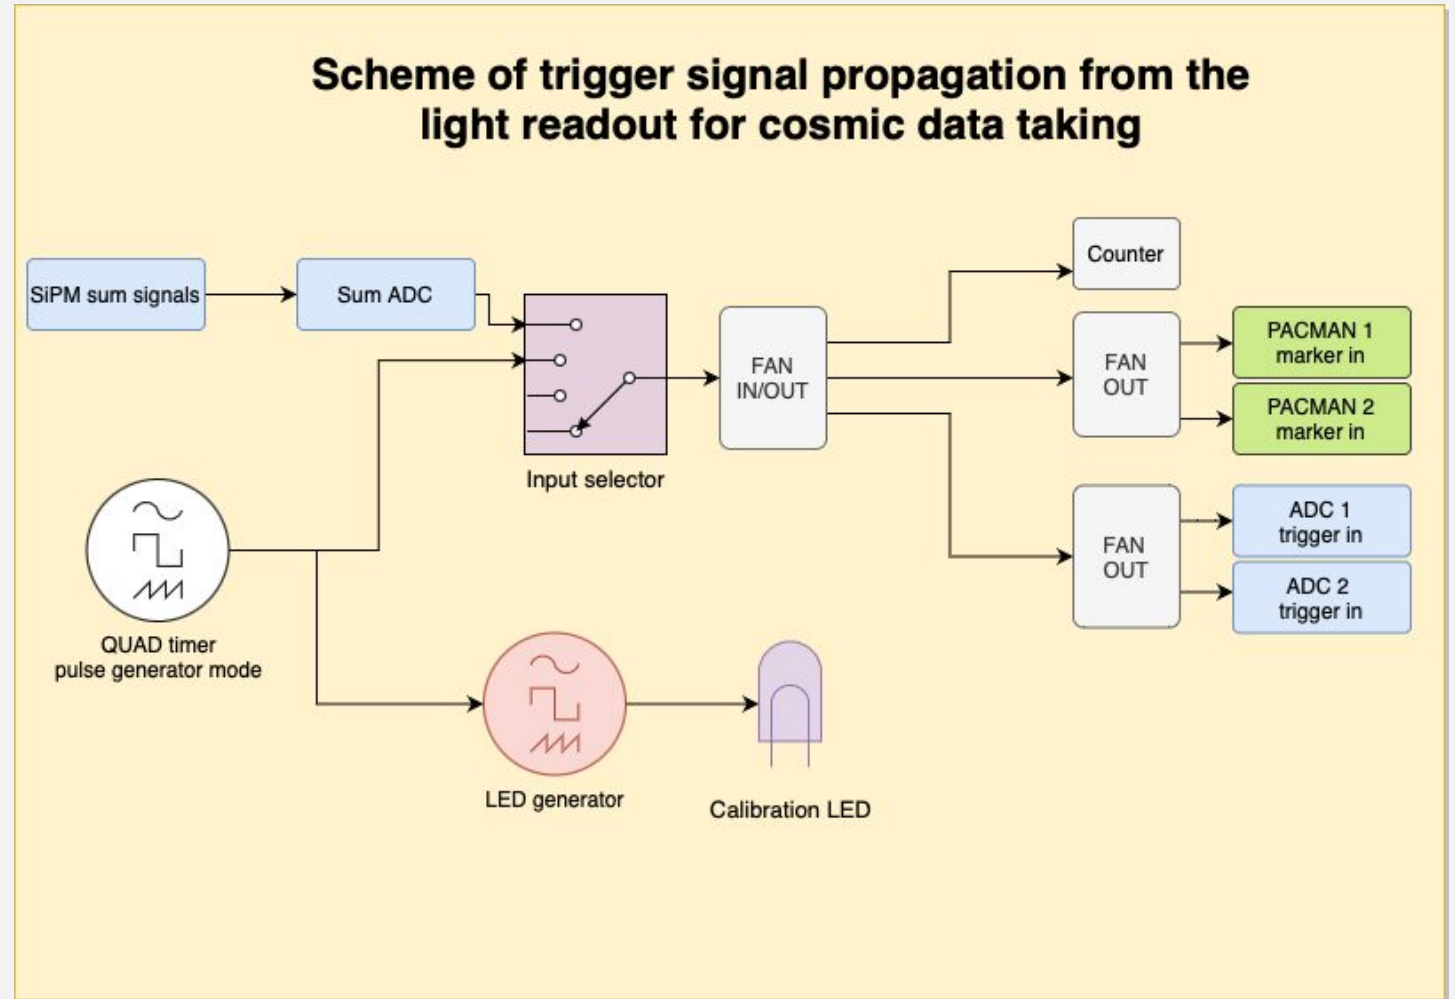 Scheme of trigger signal propagation from the
light readout for cosmic data taking
Counter
SiPM sum signals
Sum ADC
PACMAN 1
marker in
FAN
IN/OUT
FAN
OUT
PACMAN 2
marker in
Input selector
ADC 1
trigger in
FAN
OUT
ADC 2
trigger in
QUAD timer
pulse generator mode
LED generator
Calibration LED